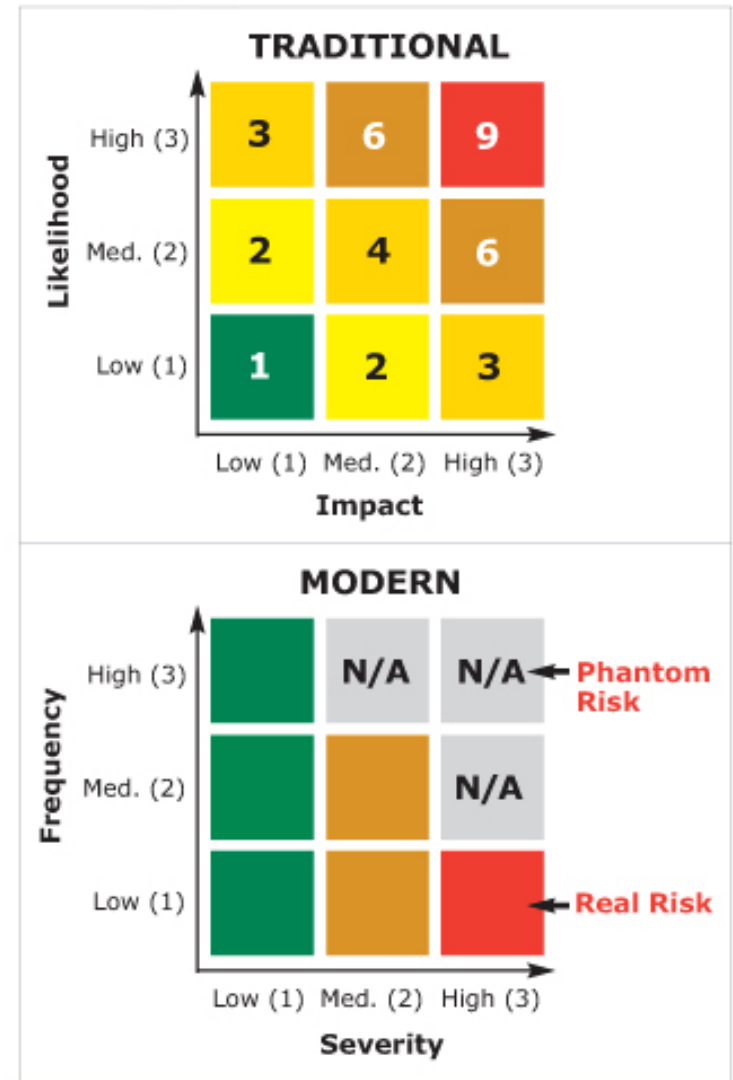 TRADITIONAL
Likelihood
High (3) 3 6 9
Med. (2) 2 4 6
Low (1) 1 2 3
Low (1) Med. (2) High (3)
Impact
MODERN
Frequency
High (3) N/A N/A Phantom
Risk
Med. (2) N/A
Low (1) Real Risk
Low (1) Med. (2) High (3)
Severity